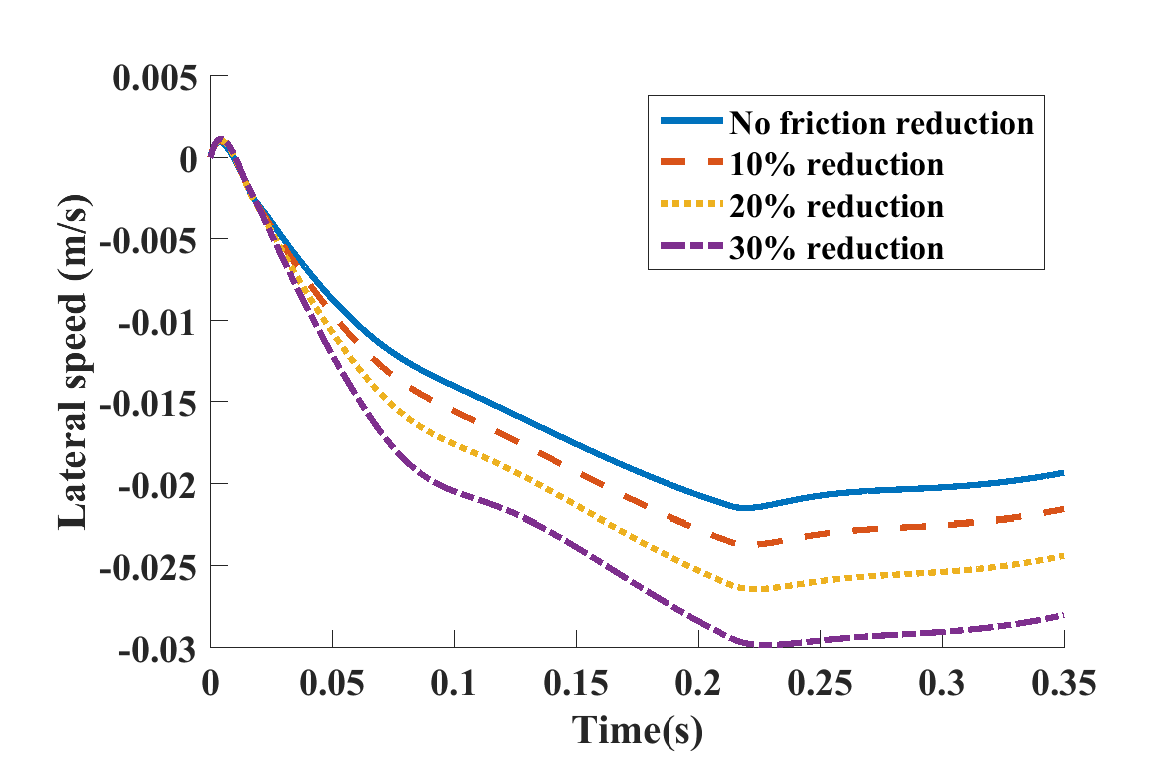 0.005
0
-0.005
-0.01
-0.015
-0.02
-0.025
-0.03
Lateral speed (m/s)
No friction reduction
10% reduction
20% reduction
30% reduction
0 0.05 0.1 0.15 0.2 0.25 0.3 0.35
Time(s)